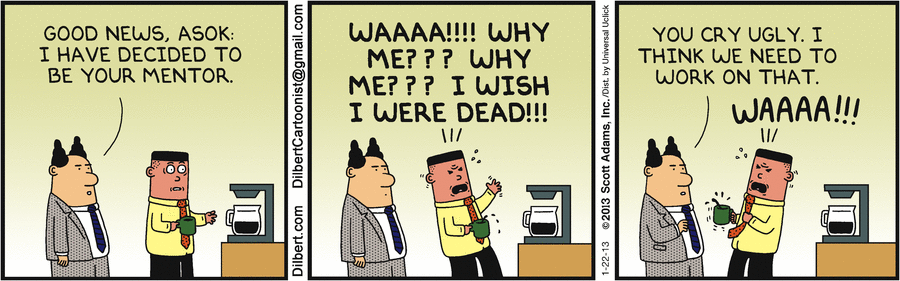 GOOD NEWS, ASOK:
I HAVE DECIDED TO
BE YOUR MENTOR.
Dilbert.com DilbertCartoonist@gmail.com
WAAAA!!!! WHY
ME??? WHY
ME??? I WISH
I WERE DEAD!!!
1-22-13 © 2013 Scott Adams, Inc. /Dist. by Universal Uclick
YOU CRY UGLY. I
THINK WE NEED TO
WORK ON THAT.
WAAAA!!!